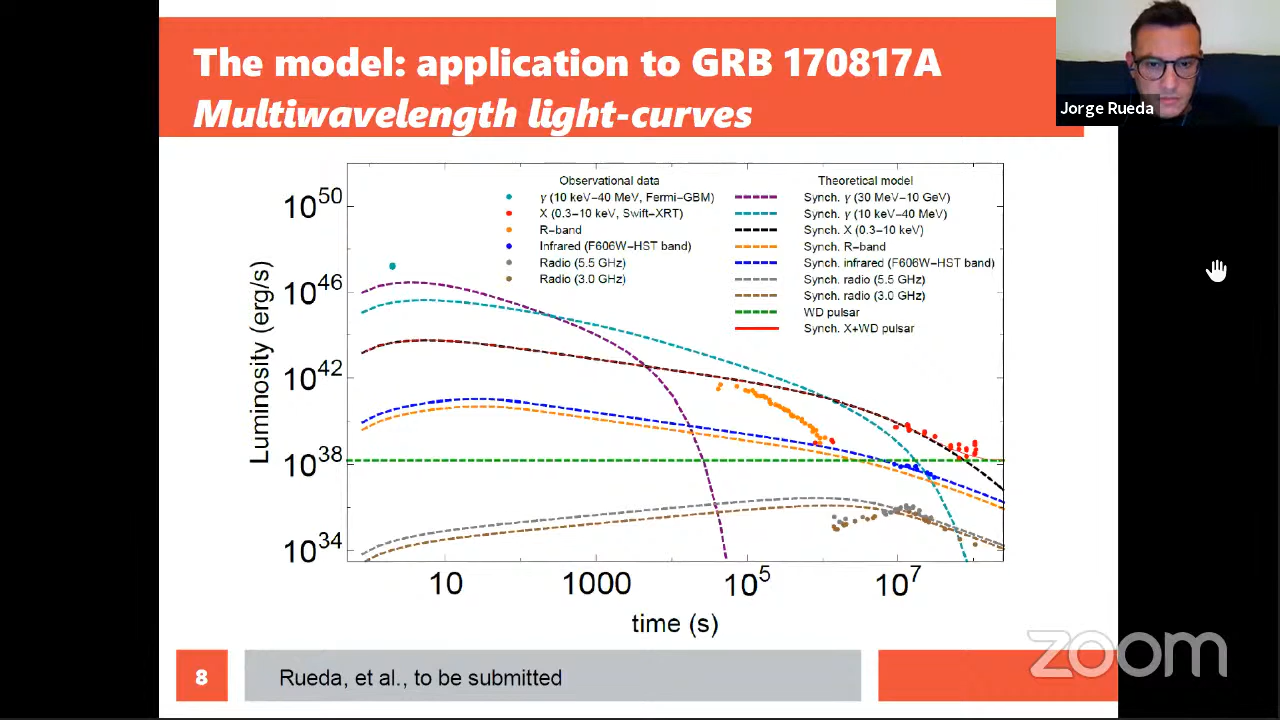 The model: application to GRB 170817A
Multiwavelength light-curves
Jorge Rueda
Observational data
γ (10 keV–40 MeV, Fermi–GBM)
X (0.3–10 keV, Swift–XRT)
R–band
Infrared (F606W–HST band)
Radio (5.5 GHz)
Radio (3.0 GHz)
Theoretical model
Synch. γ (30 MeV–10 GeV)
Synch. γ (10 keV–40 MeV)
Synch. X (0.3–10 keV)
Synch. R–band
Synch. infrared (F606W–HST band)
Synch. radio (5.5 GHz)
Synch. radio (3.0 GHz)
WD pulsar
Synch. X+WD pulsar
Luminosity (erg/s)
10^50
10^46
10^42
10^38
10^34
10 1000 10^5 10^7
time (s)
8
Rueda, et al., to be submitted
zoom